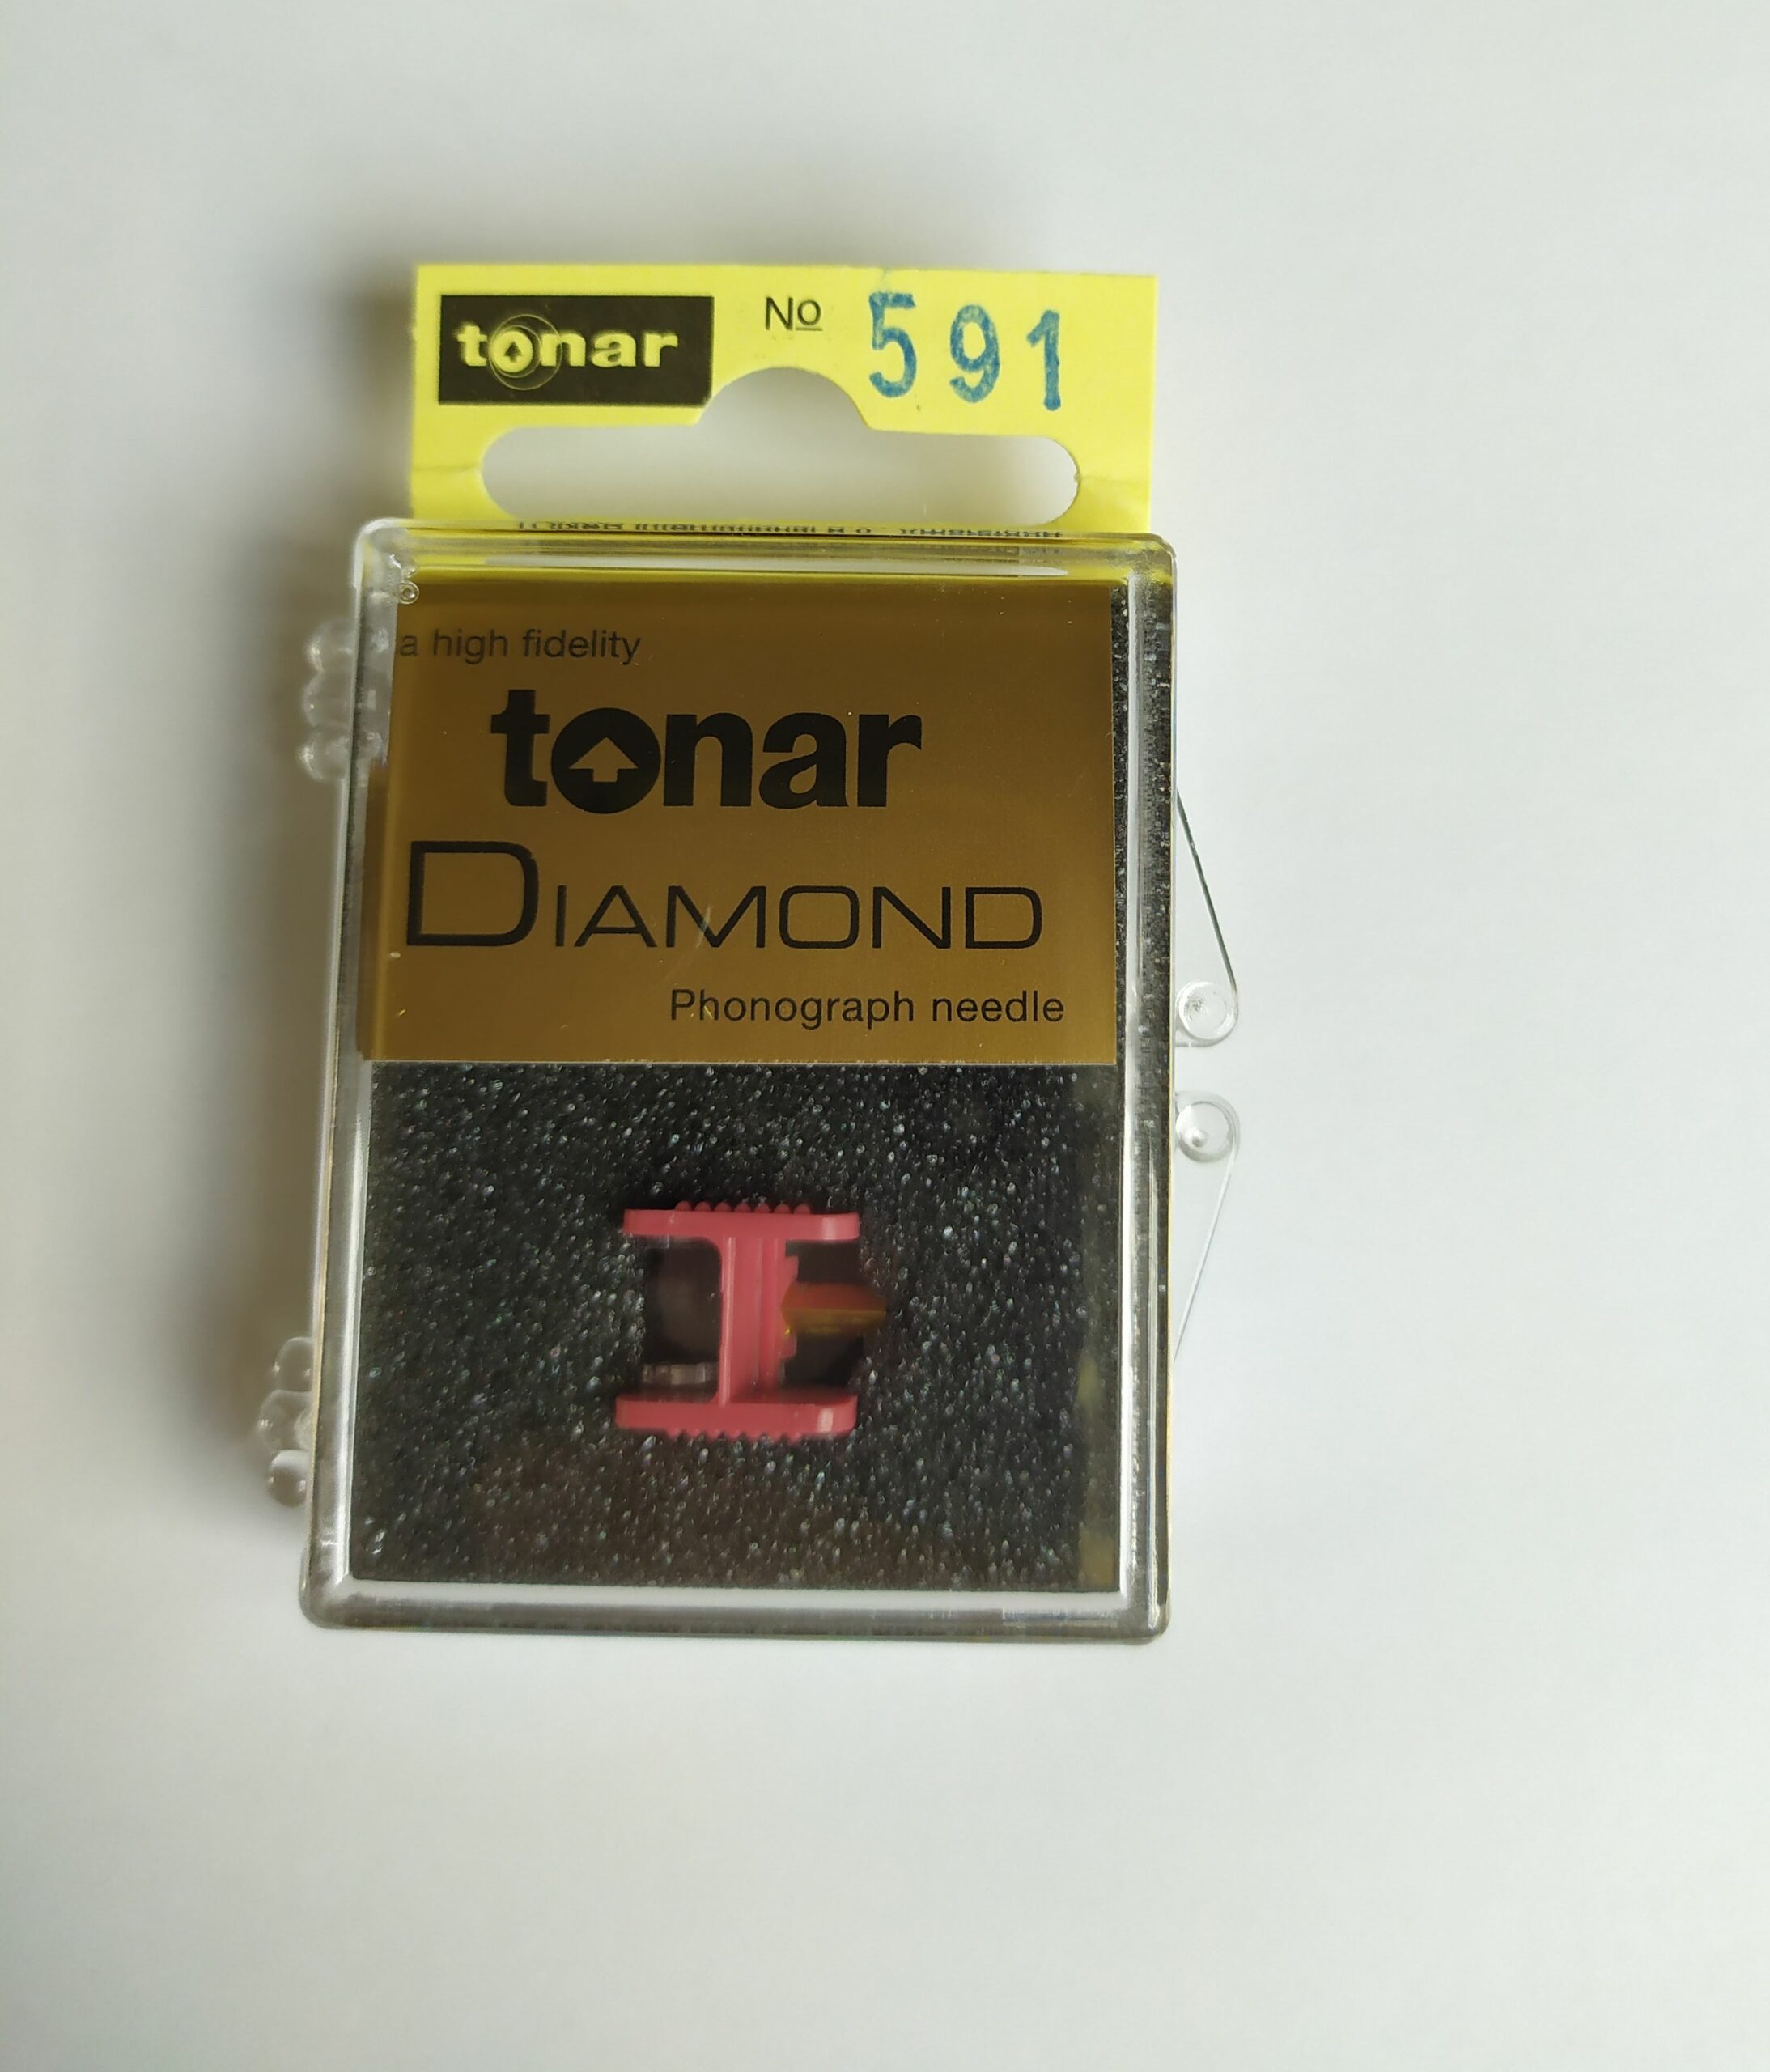 tonar No 591
a high fidelity
tonar
DIAMOND
Phonograph needle